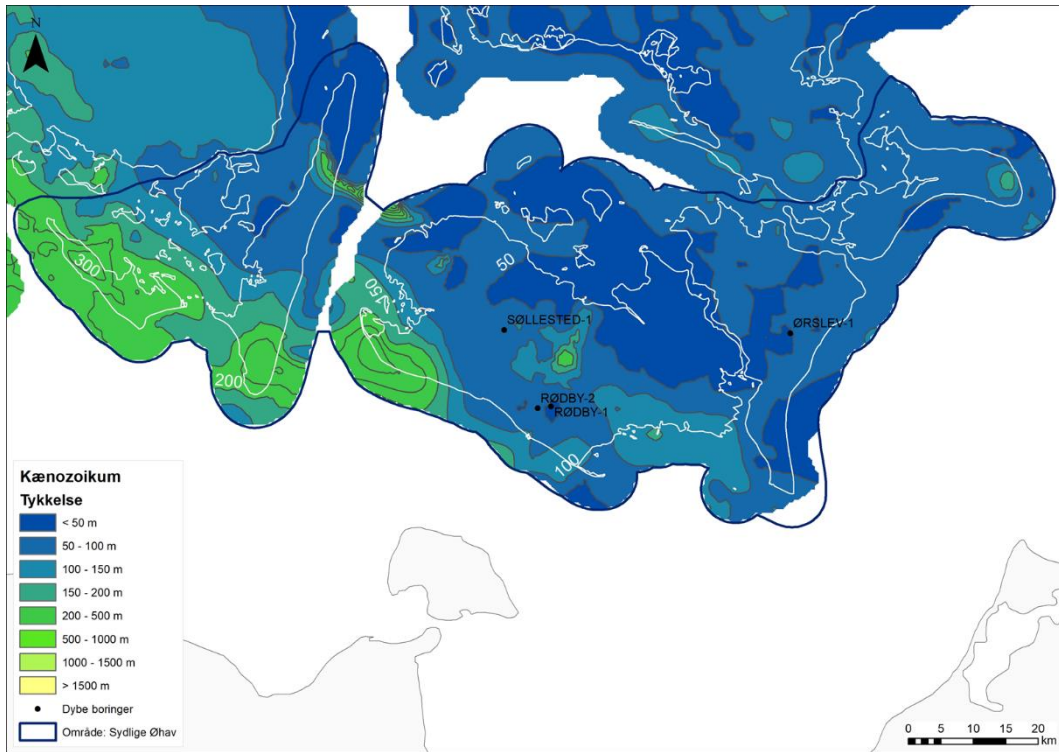 N
300
200
150
50
100
SØLLESTED-1
ØRSLEV-1
RØDBY-2
RØDBY-1
Kænozoikum
Tykkelse
< 50 m
50 - 100 m
100 - 150 m
150 - 200 m
200 - 500 m
500 - 1000 m
1000 - 1500 m
> 1500 m
Dybe boringer
Område: Sydlige Øhav
0 5 10 15 20
km